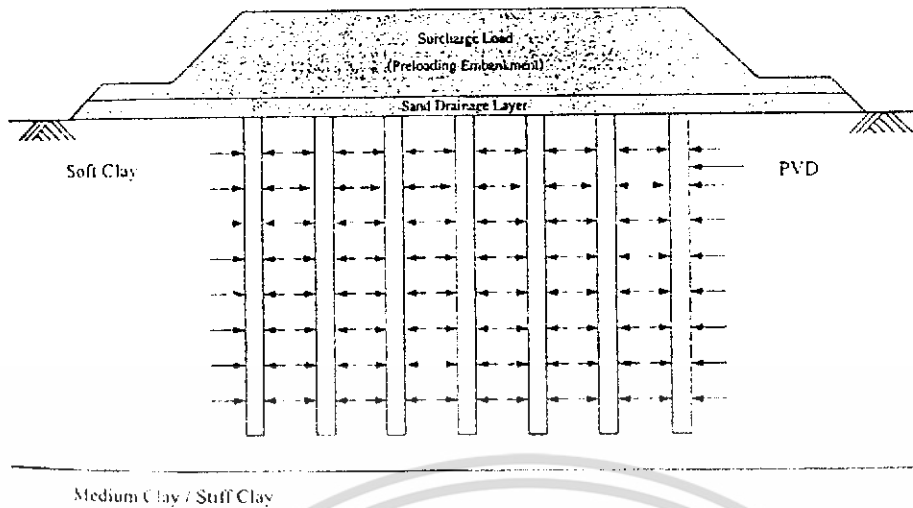 Surcharge Load
(Preloading Embankment)
Sand Drainage Layer
Soft Clay
PVD
Medium Clay / Stiff Clay